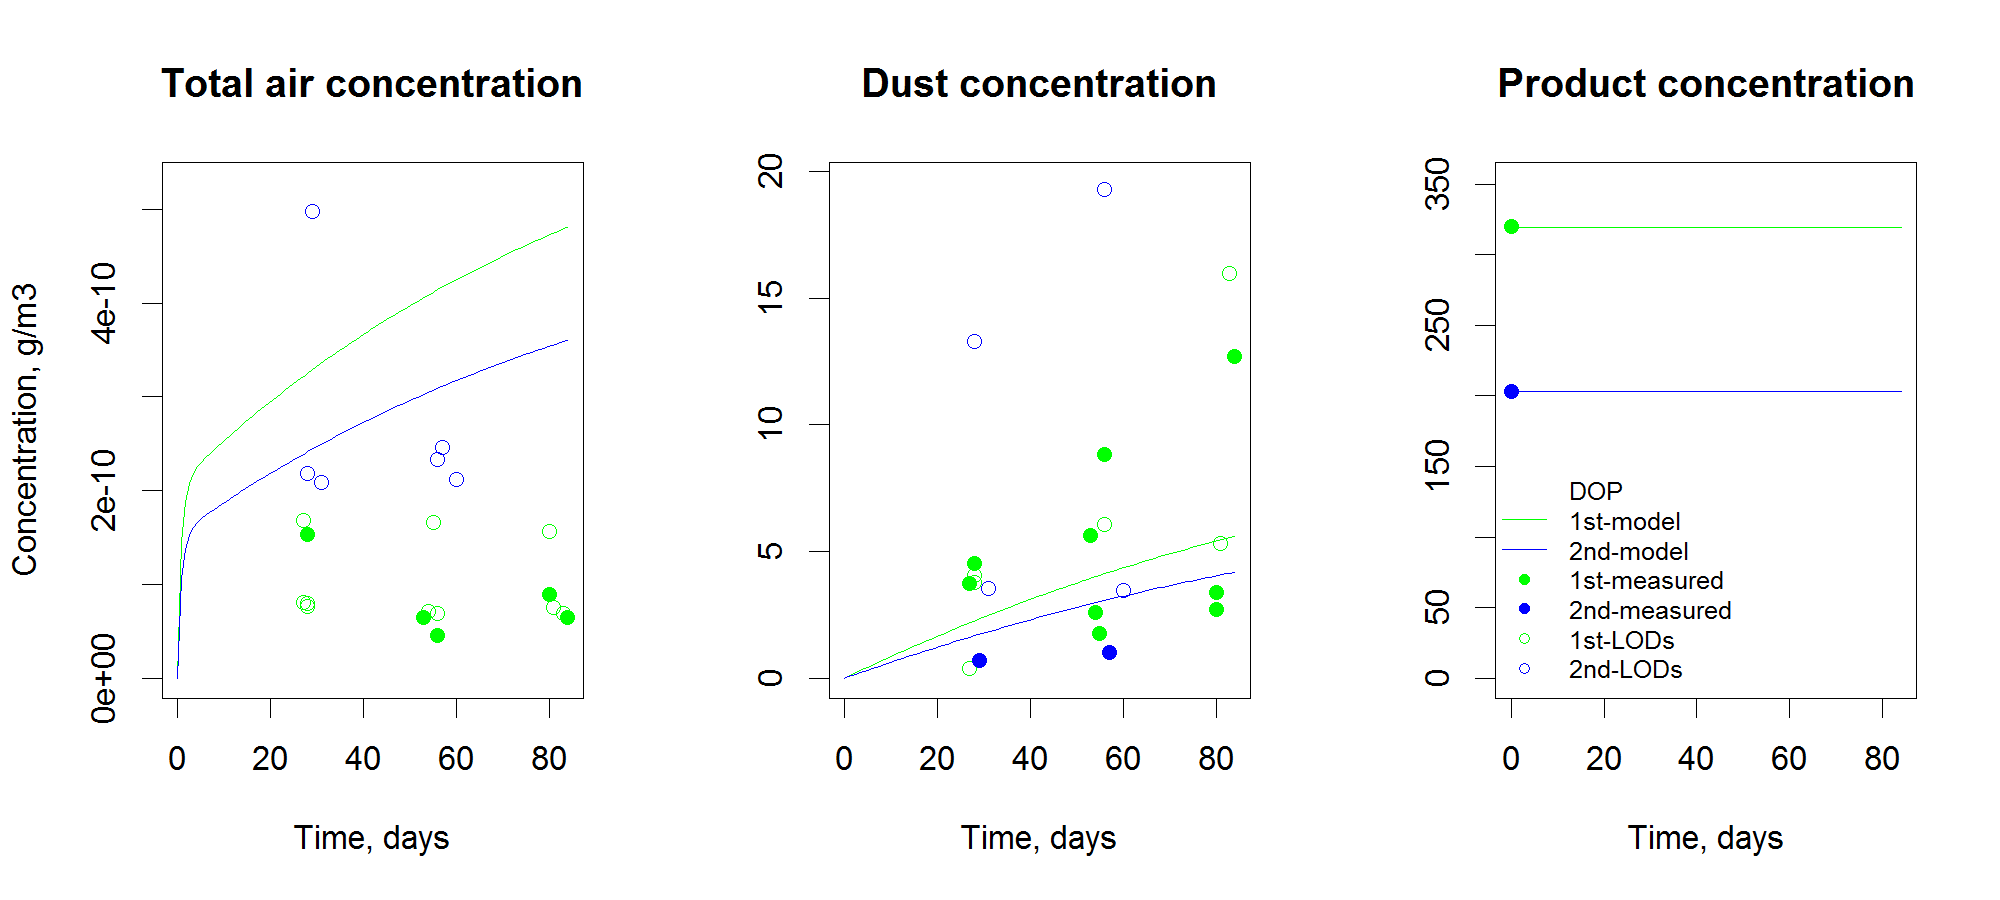 Total air concentration
Dust concentration
Product concentration
Concentration, g/m3
0e+00
2e-10
4e-10
0
20
40
60
80
Time, days
0
5
10
15
20
0
20
40
60
80
Time, days
0
50
150
250
350
DOP
1st-model
2nd-model
1st-measured
2nd-measured
1st-LODs
2nd-LODs
0
20
40
60
80
Time, days